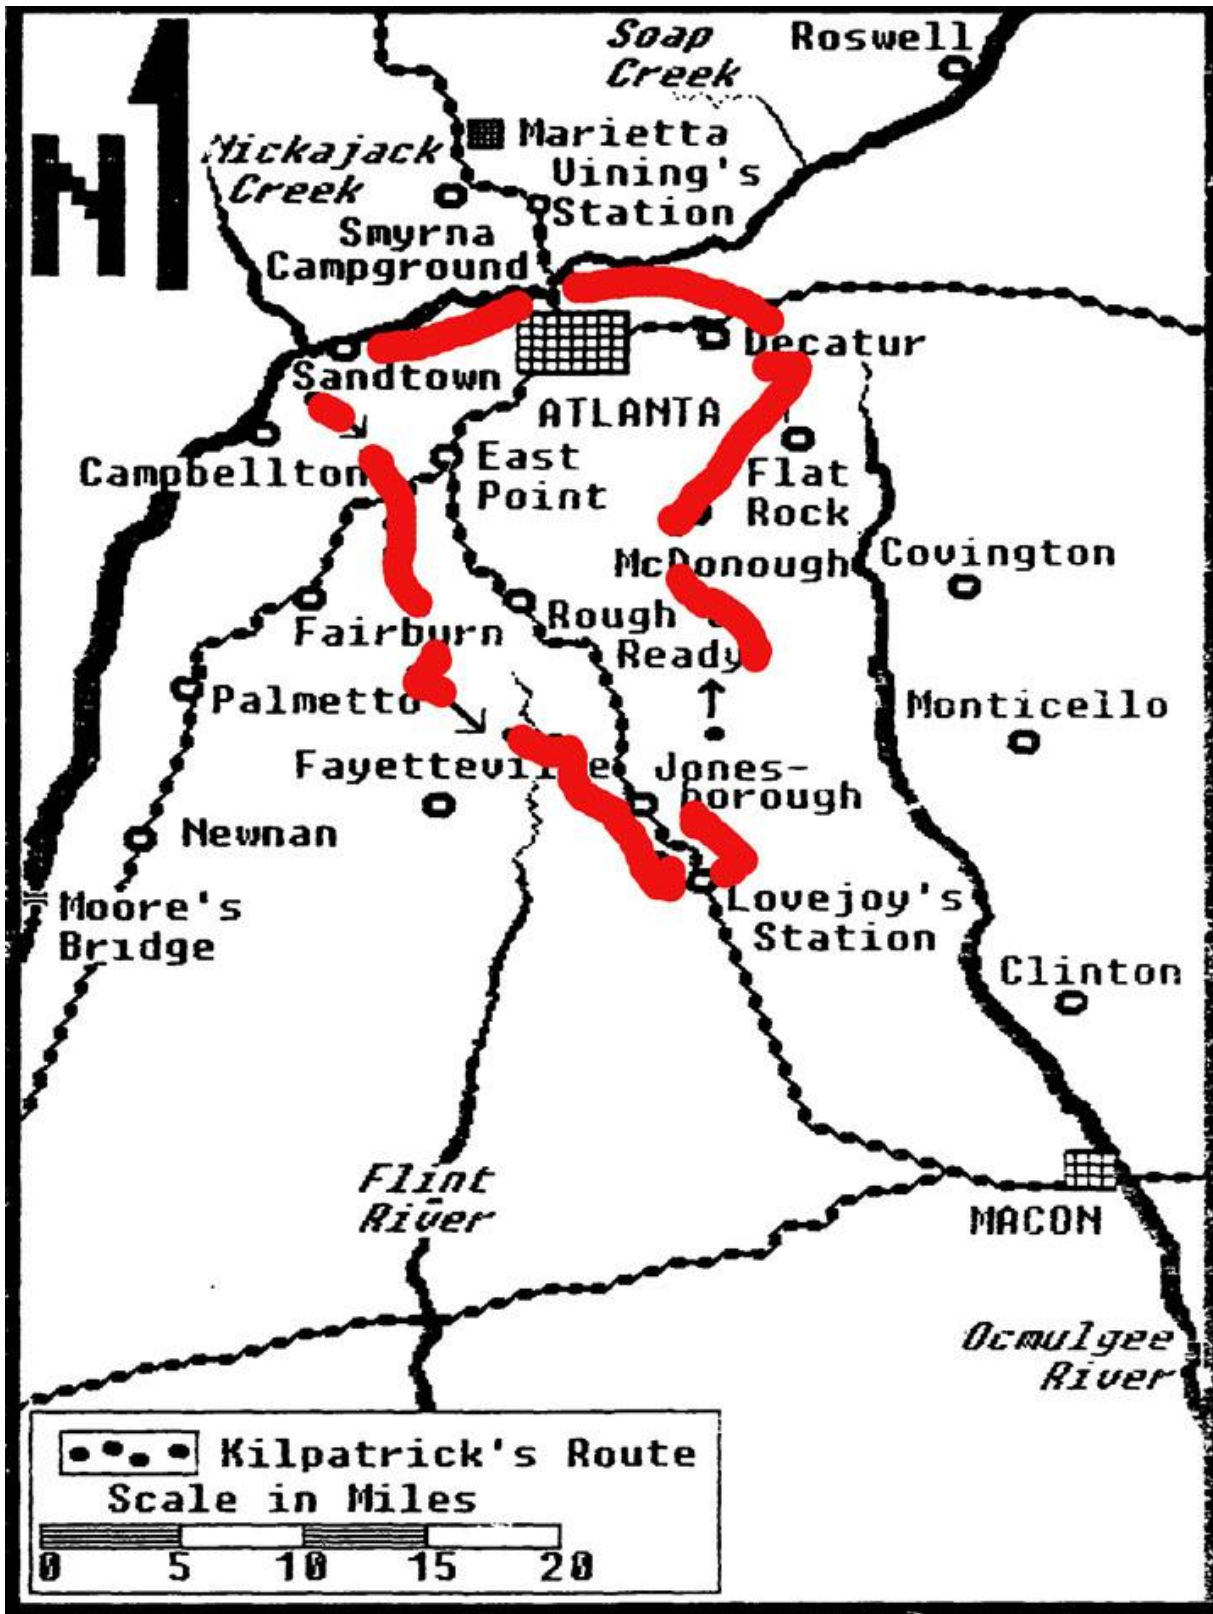 Soap
Creek
Roswell
N
Nickajack
Creek
Marietta
Vining's
Station
Smyrna
Campground
Decatur
Sandtown
ATLANTA
Campbellton
East
Point
Flat
Rock
McDonough
Covington
Fairburn
Rough &
Ready
Palmetto
Monticello
Fayetteville
Jones-
borough
Newnan
Moore's
Bridge
Lovejoy's
Station
Clinton
Flint
River
MACON
Ocmulgee
River
Kilpatrick's Route
Scale in Miles
0 5 10 15 20